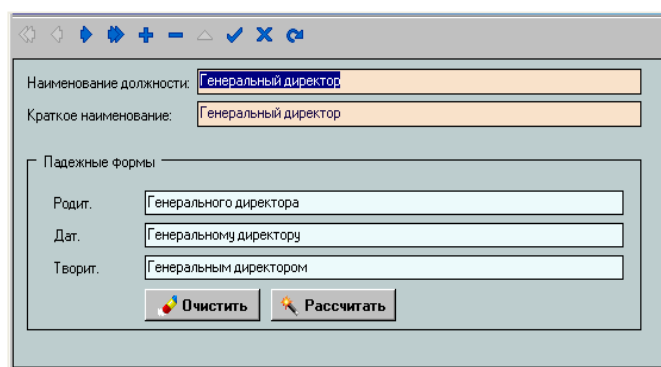 Наименование должности: Генеральный директор
Краткое наименование: Генеральный директор
Падежные формы
Родит. Генерального директора
Дат. Генеральному директору
Творит. Генеральным директором
Очистить Рассчитать